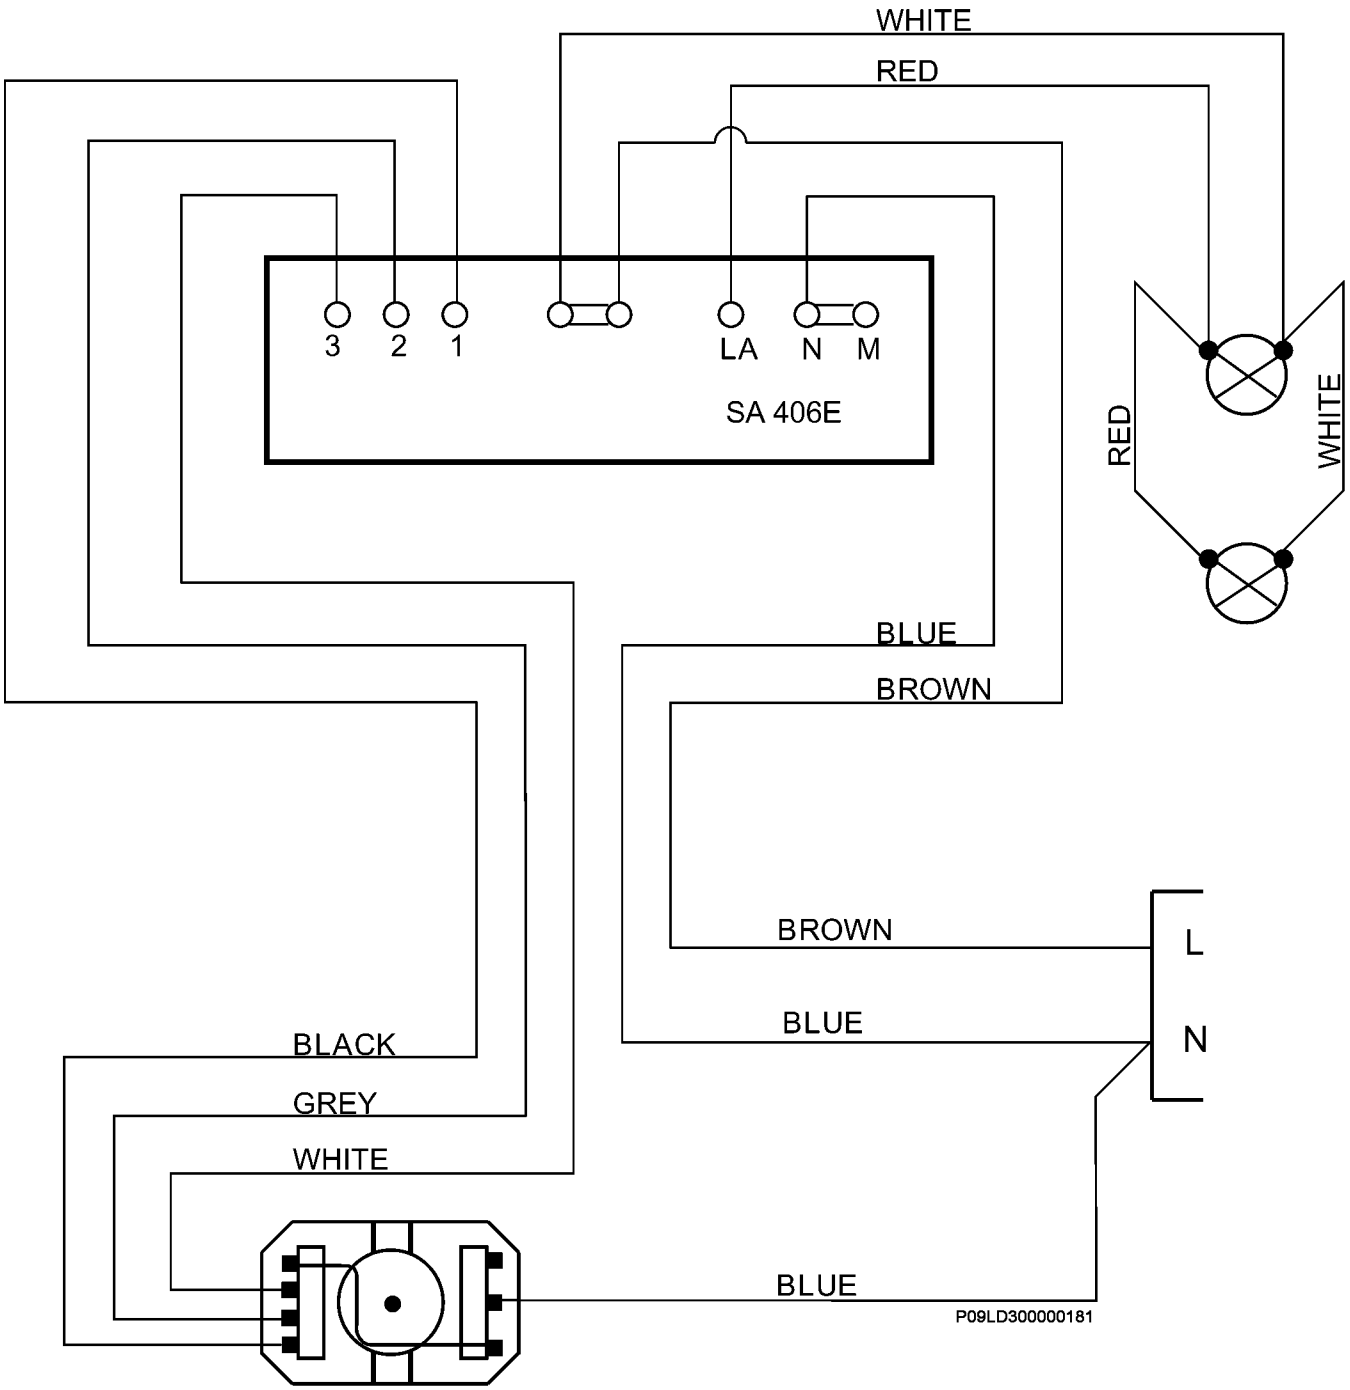 WHITE
RED
3
2
1
LA
N
M
SA 406E
RED
WHITE
BLUE
BROWN
BROWN
L
BLUE
N
BLACK
GREY
WHITE
BLUE
P09LD300000181